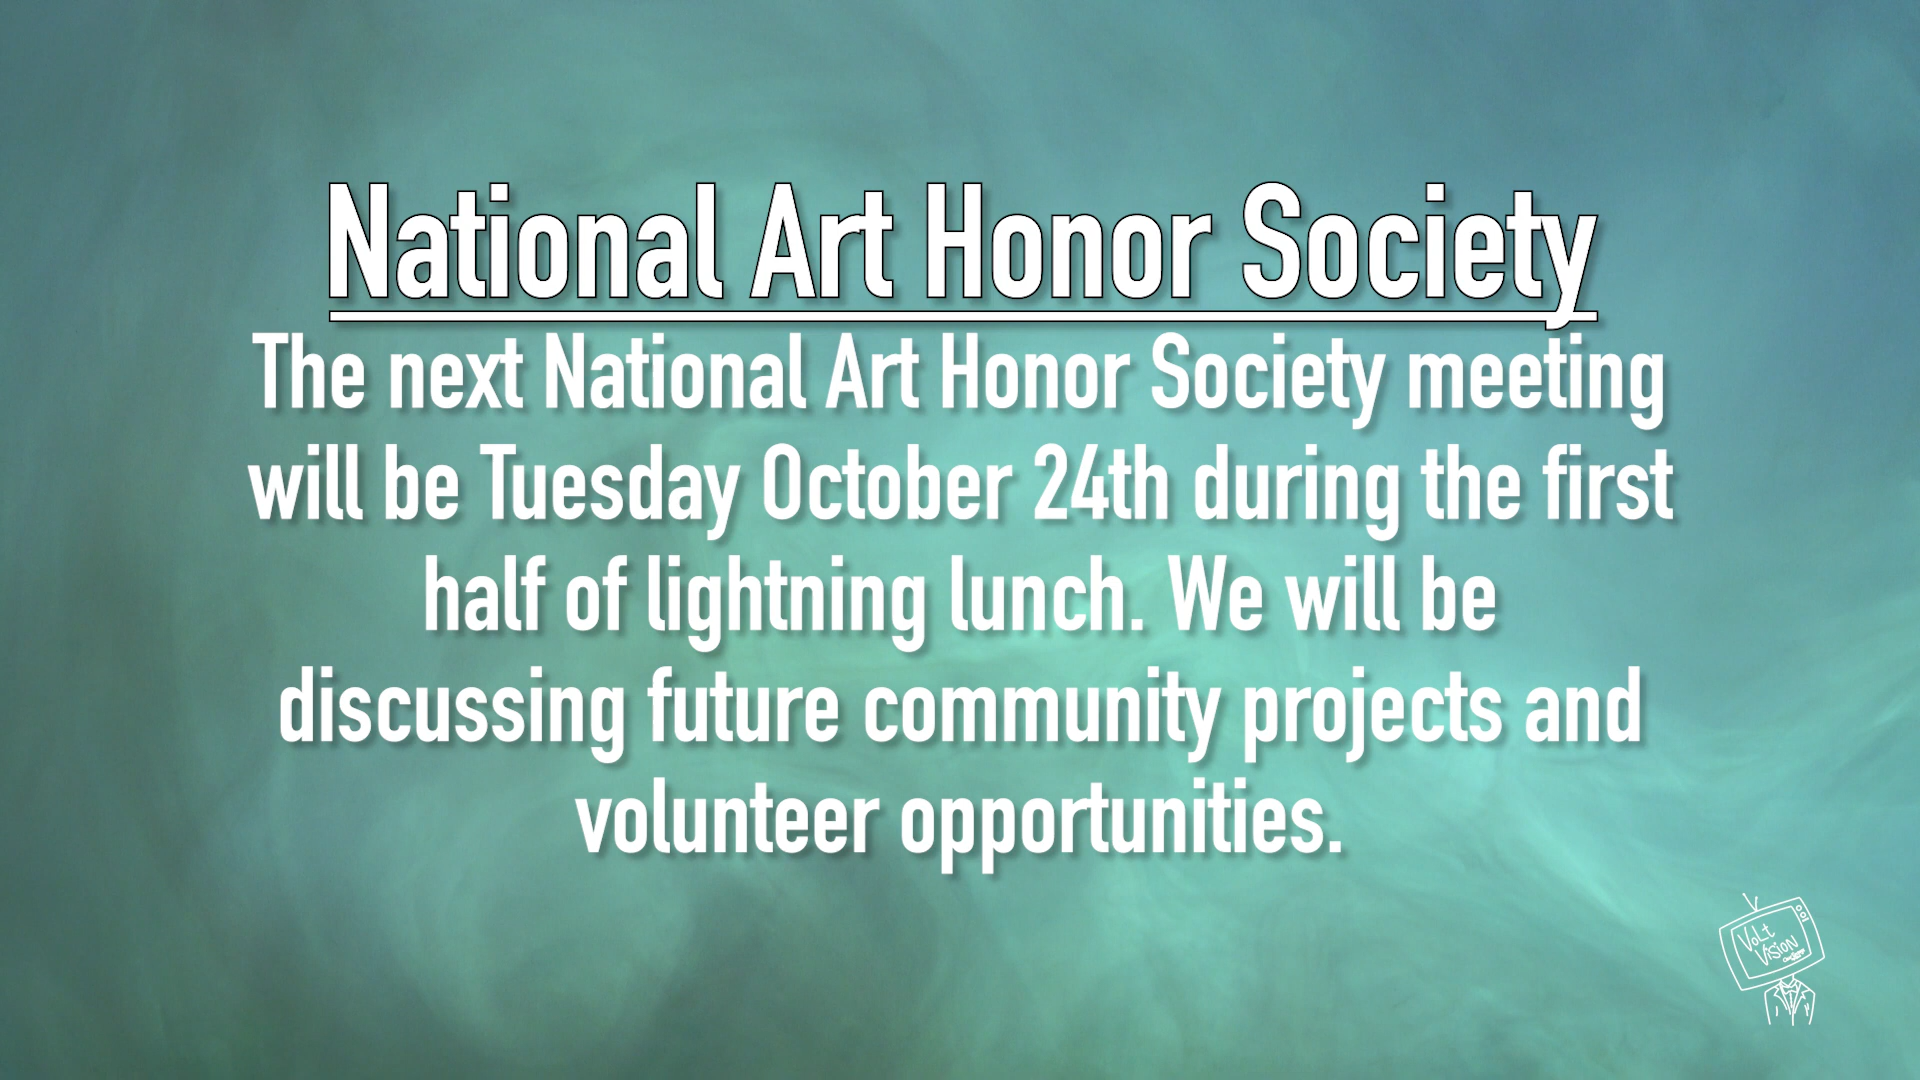 National Art Honor Society
The next National Art Honor Society meeting
will be Tuesday October 24th during the first
half of lightning lunch. We will be
discussing future community projects and
volunteer opportunities.
Volt
Vision